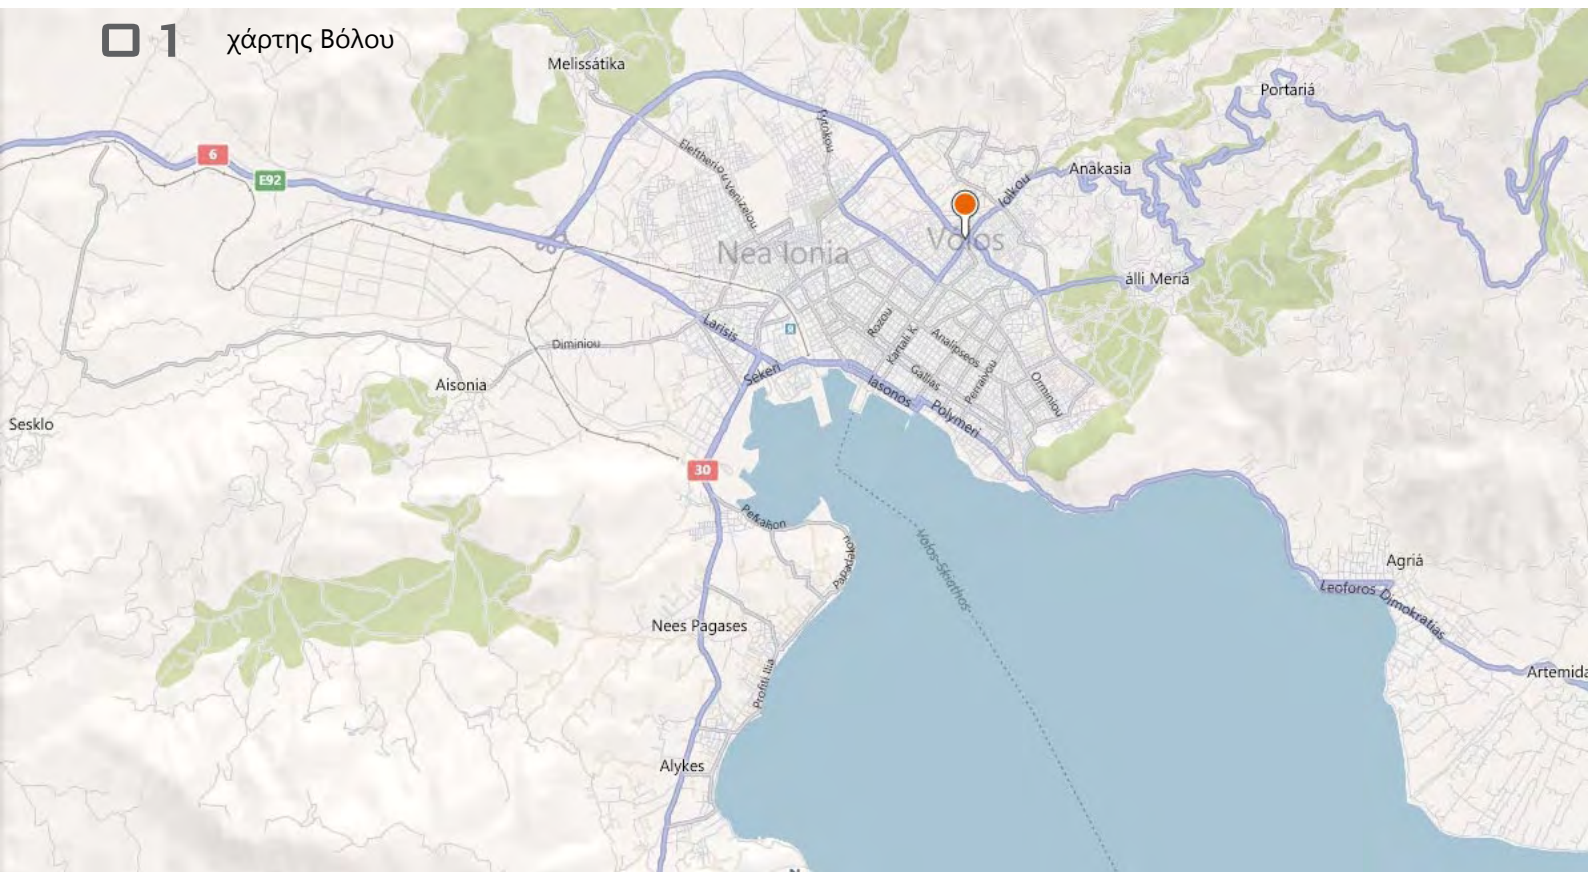 1 χάρτης Βόλου
Melissátika
Portariá
Fytokou
6
Eleftheriou Venizelou
E92
Anakasia
Iolkou
Volos
Nea Ionia
álli Meriá
Larisis
Rozou
Kartali K.
Analipseos
Diminiou
Sekeri
Gallias
Perraivou
Aisonia
Iasonos
Orminiou
Polymeri
Sesklo
30
Pefkakion
Volos-Skiathos
Papadaiou
Agriá
Leoforos Dimokratias
Nees Pagases
Profiti Ilia
Artemida
Alykes